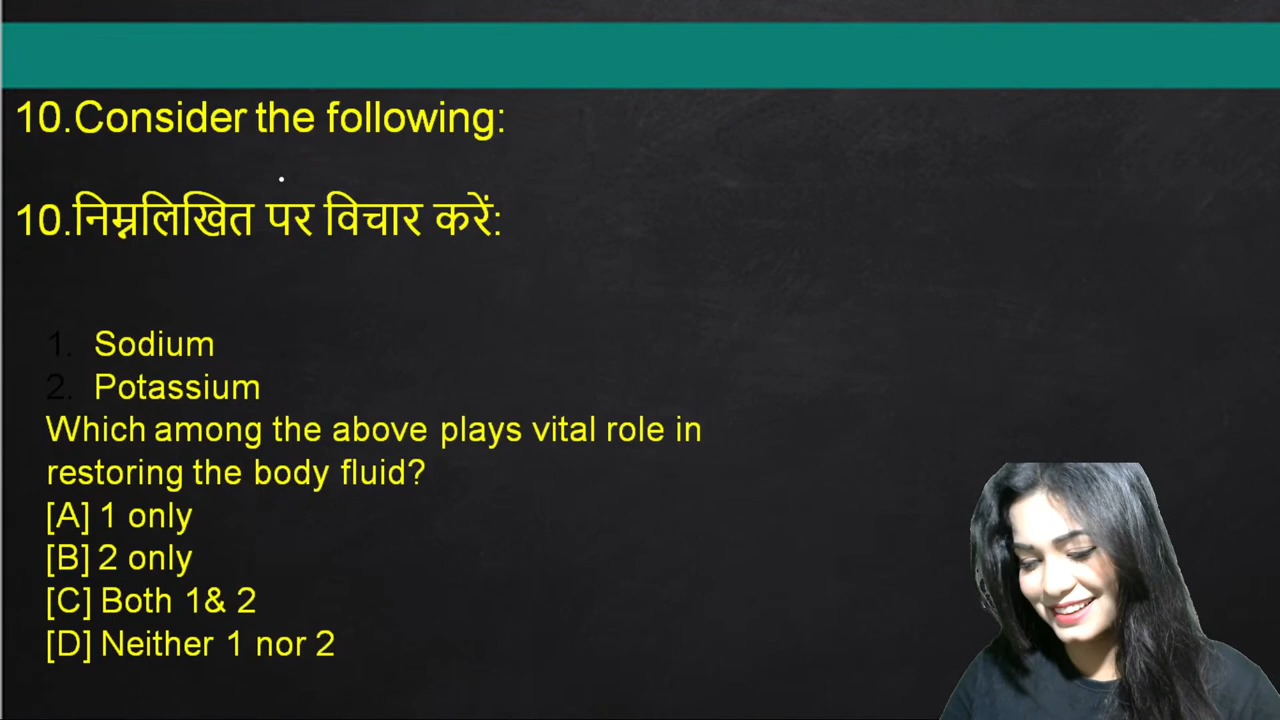 10.Consider the following:
10.निम्नलिखित पर विचार करें:
1. Sodium
2. Potassium
Which among the above plays vital role in
restoring the body fluid?
[A] 1 only
[B] 2 only
[C] Both 1& 2
[D] Neither 1 nor 2